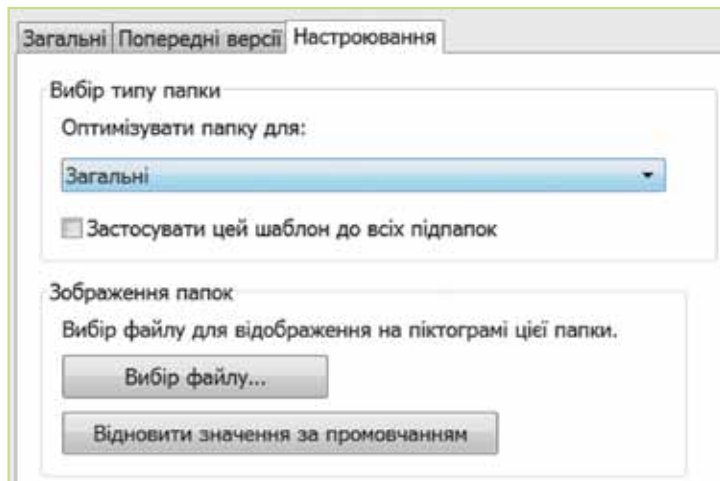 Загальні Попередні версії Настроювання
Вибір типу папки
Оптимізувати папку для:
Загальні
Застосувати цей шаблон до всіх підпапок
Зображення папок
Вибір файлу для відображення на піктограмі цієї папки.
Вибір файлу...
Відновити значення за промовчанням